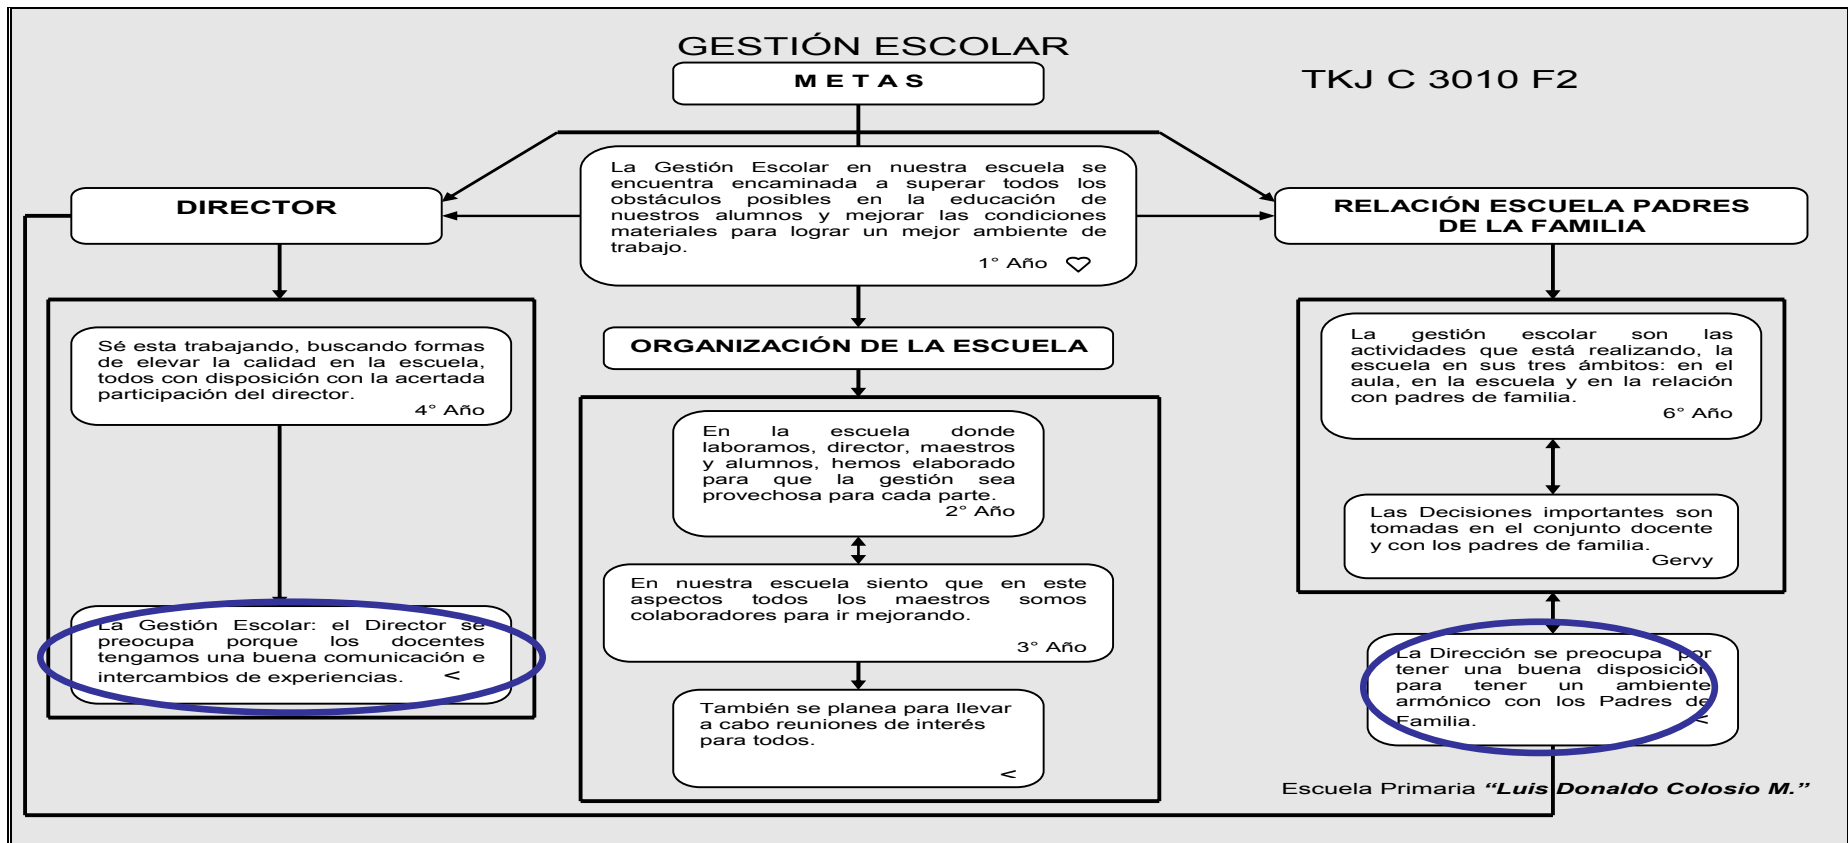 GESTIÓN ESCOLAR
M E T A S
TKJ C 3010 F2
La Gestión Escolar en nuestra escuela se
encuentra encaminada a superar todos los
obstáculos posibles en la educación de
nuestros alumnos y mejorar las condiciones
materiales para lograr un mejor ambiente de
trabajo.
1° Año ♡
DIRECTOR
Sé esta trabajando, buscando formas
de elevar la calidad en la escuela,
todos con disposición con la acertada
participación del director.
4° Año
La Gestión Escolar: el Director se
preocupa porque los docentes
tengamos una buena comunicación e
intercambios de experiencias. <
ORGANIZACIÓN DE LA ESCUELA
En la escuela donde
laboramos, director, maestros
y alumnos, hemos elaborado
para que la gestión sea
provechosa para cada parte.
2° Año
En nuestra escuela siento que en este
aspectos todos los maestros somos
colaboradores para ir mejorando.
3° Año
También se planea para llevar
a cabo reuniones de interés
para todos.
<
RELACIÓN ESCUELA PADRES
DE LA FAMILIA
La gestión escolar son las
actividades que está realizando, la
escuela en sus tres ámbitos: en el
aula, en la escuela y en la relación
con padres de familia.
6° Año
Las Decisiones importantes son
tomadas en el conjunto docente
y con los padres de familia.
Gervy
La Dirección se preocupa por
tener una buena disposición
para tener un ambiente
armónico con los Padres de
Familia. <
Escuela Primaria “Luis Donaldo Colosio M.”